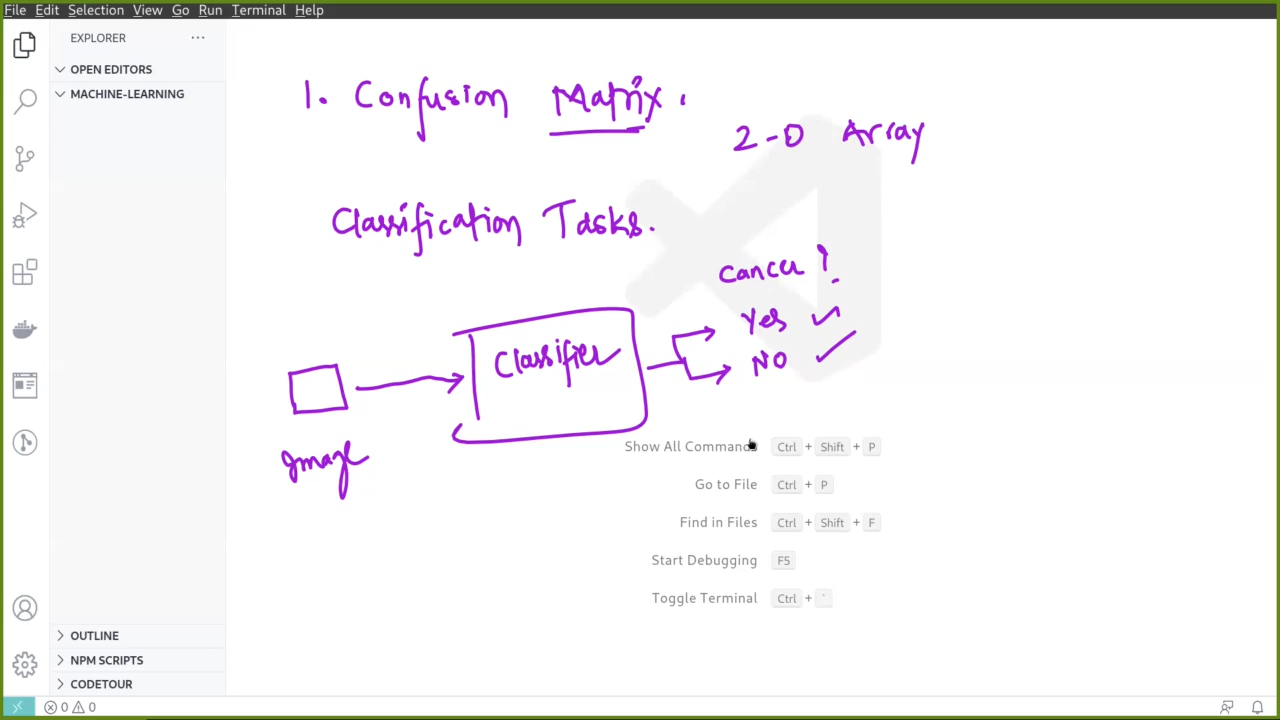 File Edit Selection View Go Run Terminal Help
EXPLORER ...
OPEN EDITORS
MACHINE-LEARNING
1. Confusion Matrix.
2-D Array
Classification Tasks.
Cancer ?
Yes
NO
Classifier
Image
Show All Commands Ctrl + Shift + P
Go to File Ctrl + P
Find in Files Ctrl + Shift + F
Start Debugging F5
Toggle Terminal Ctrl + `
OUTLINE
NPM SCRIPTS
CODETOUR
0 0